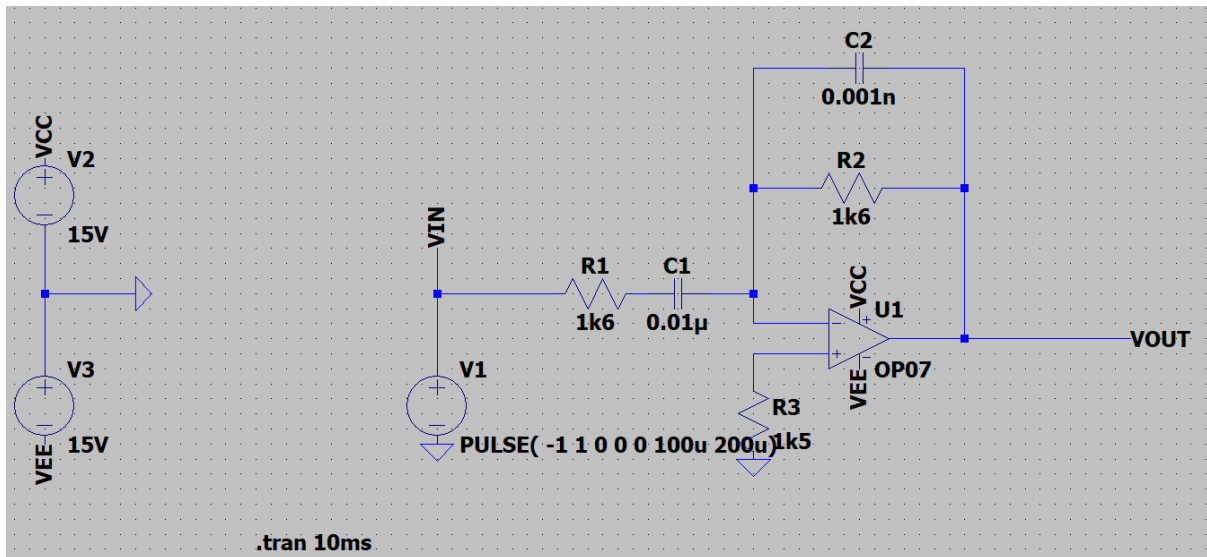 C2
0.001n
VCC
V2
15V
R2
1k6
VIN
R1
1k6
C1
0.01µ
VCC
U1
OP07
VEE
VOUT
V3
15V
VEE
V1
PULSE( -1 1 0 0 0 100u 200u)
R3
1k5
.tran 10ms